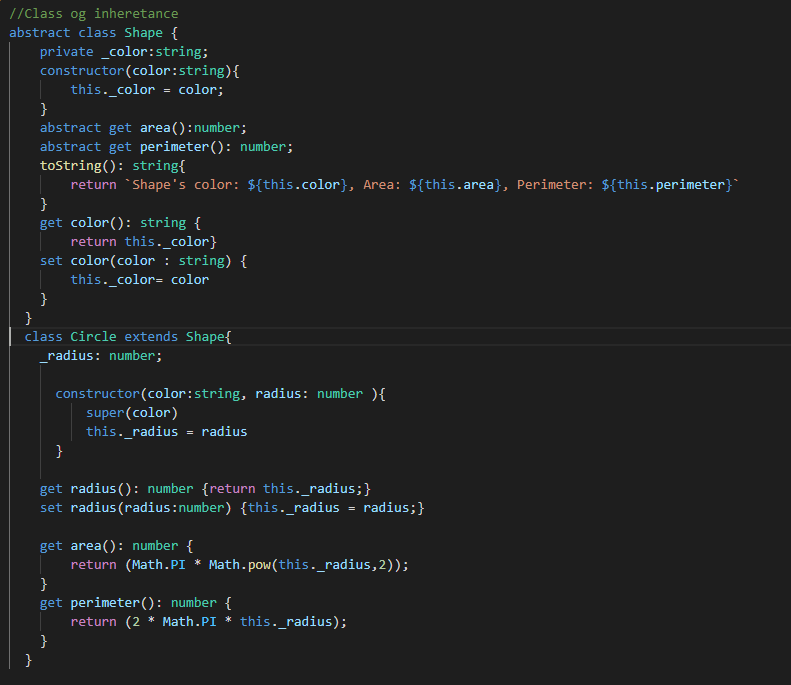 //Class og inheretance
abstract class Shape {
private _color:string;
constructor(color:string){
this._color = color;
}
abstract get area():number;
abstract get perimeter(): number;
toString(): string{
return `Shape's color: ${this.color}, Area: ${this.area}, Perimeter: ${this.perimeter}`
}
get color(): string {
return this._color}
set color(color : string) {
this._color= color
}
}
class Circle extends Shape{
_radius: number;
constructor(color:string, radius: number ){
super(color)
this._radius = radius
}
get radius(): number {return this._radius;}
set radius(radius:number) {this._radius = radius;}
get area(): number {
return (Math.PI * Math.pow(this._radius,2));
}
get perimeter(): number {
return (2 * Math.PI * this._radius);
}
}